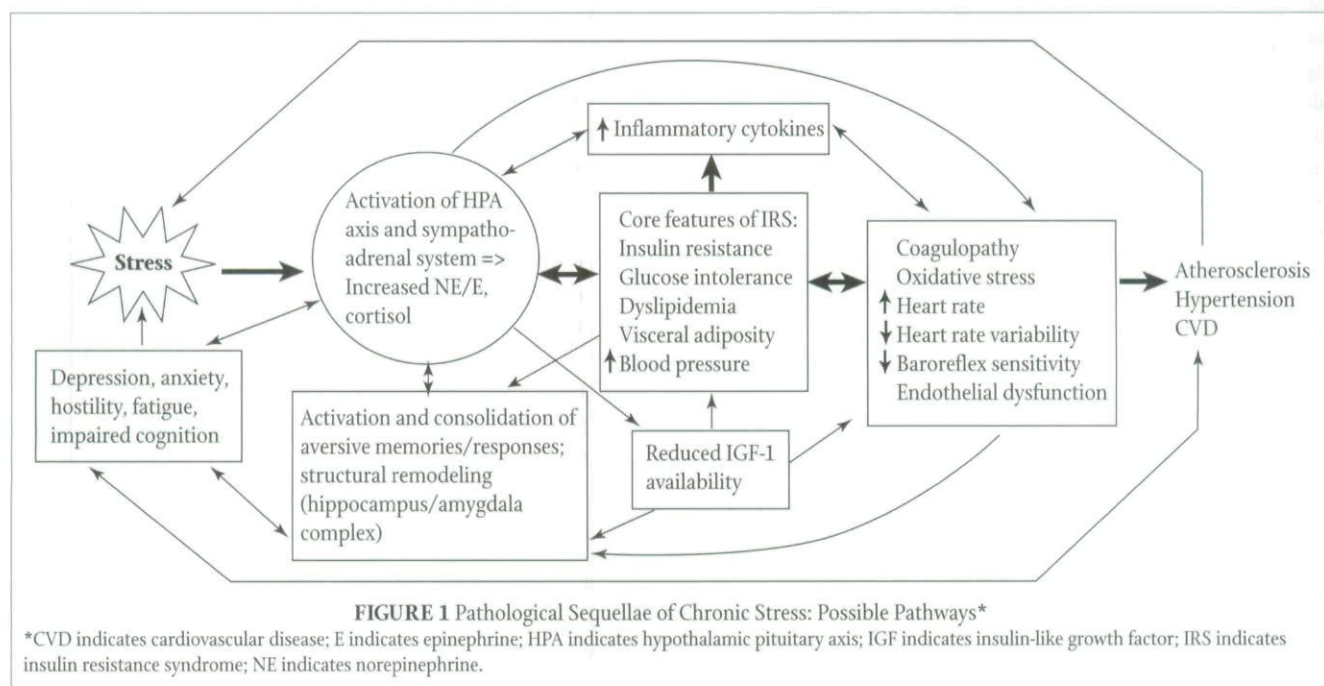 ↑ Inflammatory cytokines
Stress
Activation of HPA
axis and sympatho-
adrenal system =>
Increased NE/E,
cortisol
Core features of IRS:
Insulin resistance
Glucose intolerance
Dyslipidemia
Visceral adiposity
↑ Blood pressure
Coagulopathy
Oxidative stress
↑ Heart rate
↓ Heart rate variability
↓ Baroreflex sensitivity
Endothelial dysfunction
Atherosclerosis
Hypertension
CVD
Depression, anxiety,
hostility, fatigue,
impaired cognition
Activation and consolidation of
aversive memories/responses;
structural remodeling
(hippocampus/amygdala
complex)
Reduced IGF-1
availability
FIGURE 1 Pathological Sequellae of Chronic Stress: Possible Pathways*
*CVD indicates cardiovascular disease; E indicates epinephrine; HPA indicates hypothalamic pituitary axis; IGF indicates insulin-like growth factor; IRS indicates
insulin resistance syndrome; NE indicates norepinephrine.